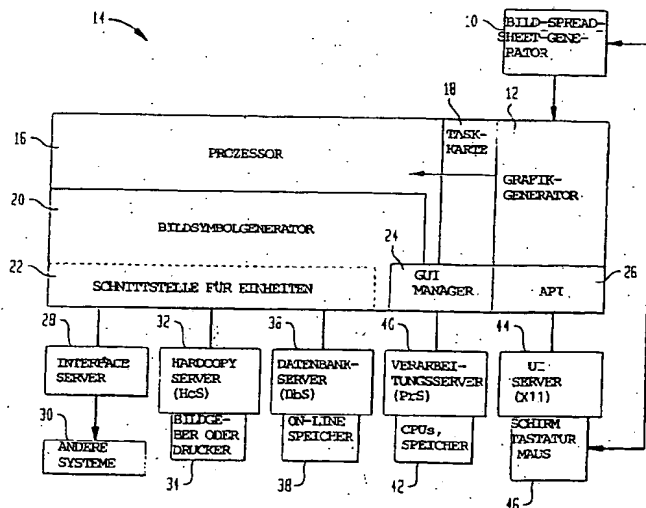 14
10
BILD-SPREAD-
SHEET-GENE-
RATOR
18
12
16
PROZESSOR
TASK-
KARTE
GRAFIK-
GENERATOR
20
BILDSYMBOLGENERATOR
24
22
SCHNITTSTELLE FÜR EINHEITEN
GUI
MANAGER
API
26
28
32
36
40
44
INTERFACE
SERVER
HARDCOPY
SERVER
(HcS)
DATENBANK-
SERVER
(DbS)
VERARBEI-
TUNGSSERVER
(PrS)
UI
SERVER
(X11)
30
ANDERE
SYSTEME
BILDGE-
BER ODER
DRUCKER
ON-LINE
SPEICHER
CPUs,
SPEICHER
SCHIRM
TASTATUR
MAUS
34
38
42
46